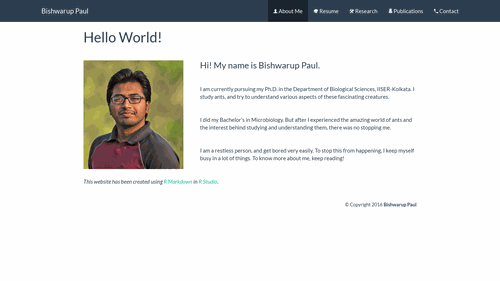 Bishwarup Paul
About Me
Resume
Research
Publications
Contact
Hello World!
Hi! My name is Bishwarup Paul.
I am currently pursuing my Ph.D. in the Department of Biological Sciences, IISER-Kolkata. I
study ants, and try to understand various aspects of these fascinating creatures.
I did my Bachelor's in Microbiology. But after I experienced the amazing world of ants and
the interest behind studying and understanding them, there was no stopping me.
I am a restless person, and get bored very easily. To stop this from happening, I keep myself
busy in a lot of things. To know more about me, keep reading!
This website has been created using R Markdown in R Studio.
© Copyright 2016 Bishwarup Paul